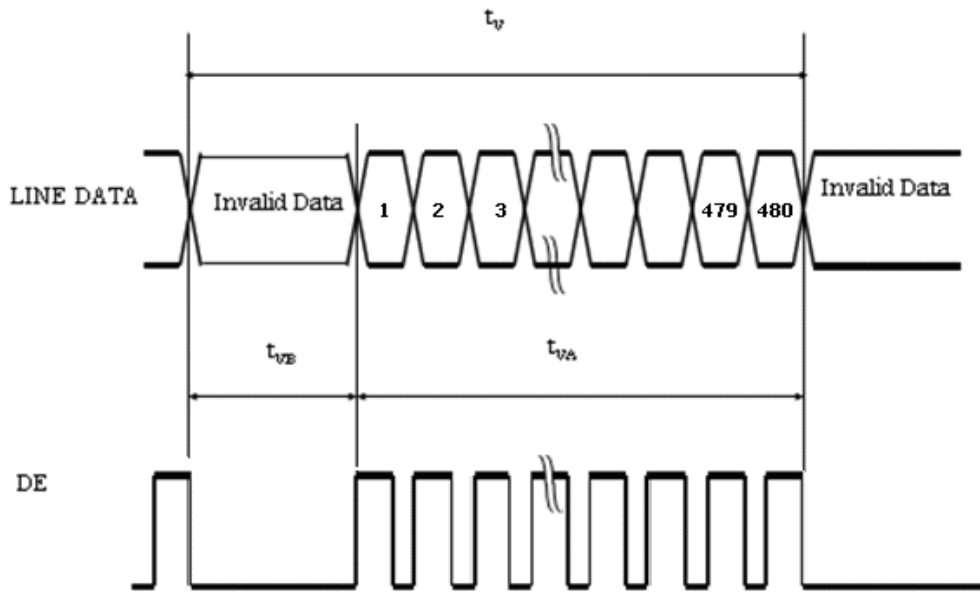 tV
LINE DATA
Invalid Data
1
2
3
479
480
Invalid Data
tVB
tVA
DE